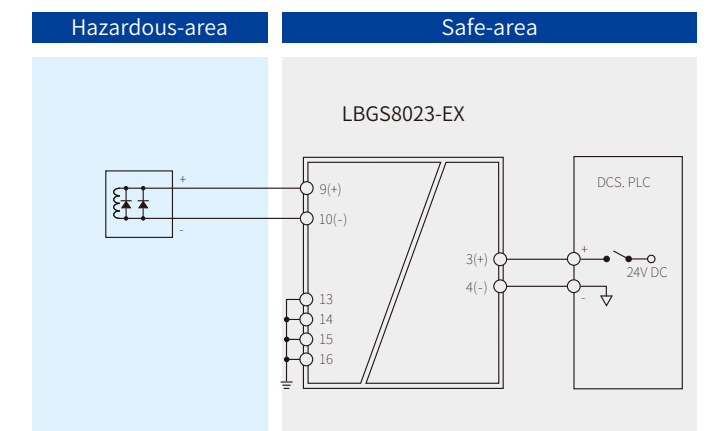 Hazardous-area
Safe-area
LBGS8023-EX
+
-
9(+)
10(-)
13
14
15
16
3(+)
4(-)
DCS. PLC
+
24V DC
-